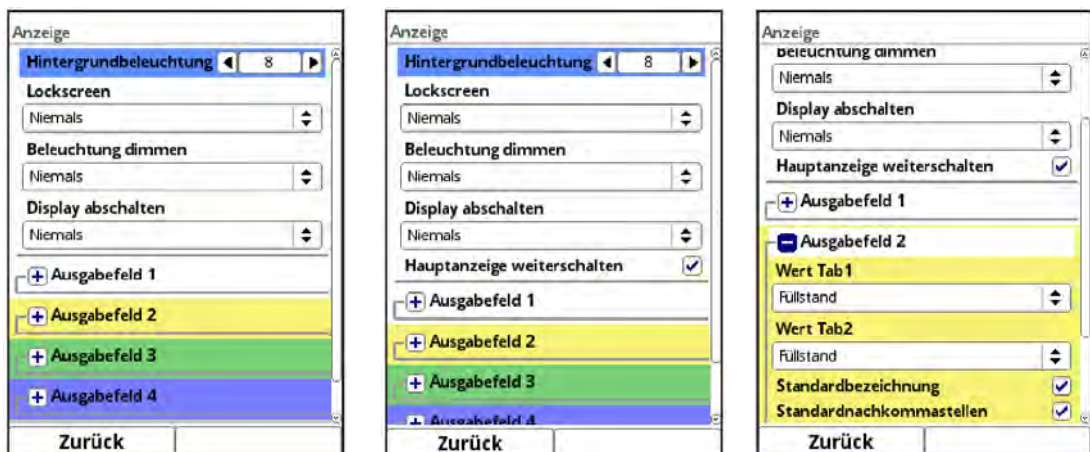 Anzeige
Hintergrundbeleuchtung 8
Lockscreen
Niemals
Beleuchtung dimmen
Niemals
Display abschalten
Niemals
Ausgabefeld 1
Ausgabefeld 2
Ausgabefeld 3
Ausgabefeld 4
Zurück
Anzeige
Hintergrundbeleuchtung 8
Lockscreen
Niemals
Beleuchtung dimmen
Niemals
Display abschalten
Niemals
Hauptanzeige weiterschalten
Ausgabefeld 1
Ausgabefeld 2
Ausgabefeld 3
Ausgabefeld 4
Zurück
Anzeige
Beleuchtung dimmen
Niemals
Display abschalten
Niemals
Hauptanzeige weiterschalten
Ausgabefeld 1
Ausgabefeld 2
Wert Tab1
Füllstand
Wert Tab2
Füllstand
Standardbezeichnung
Standardnachkommastellen
Zurück